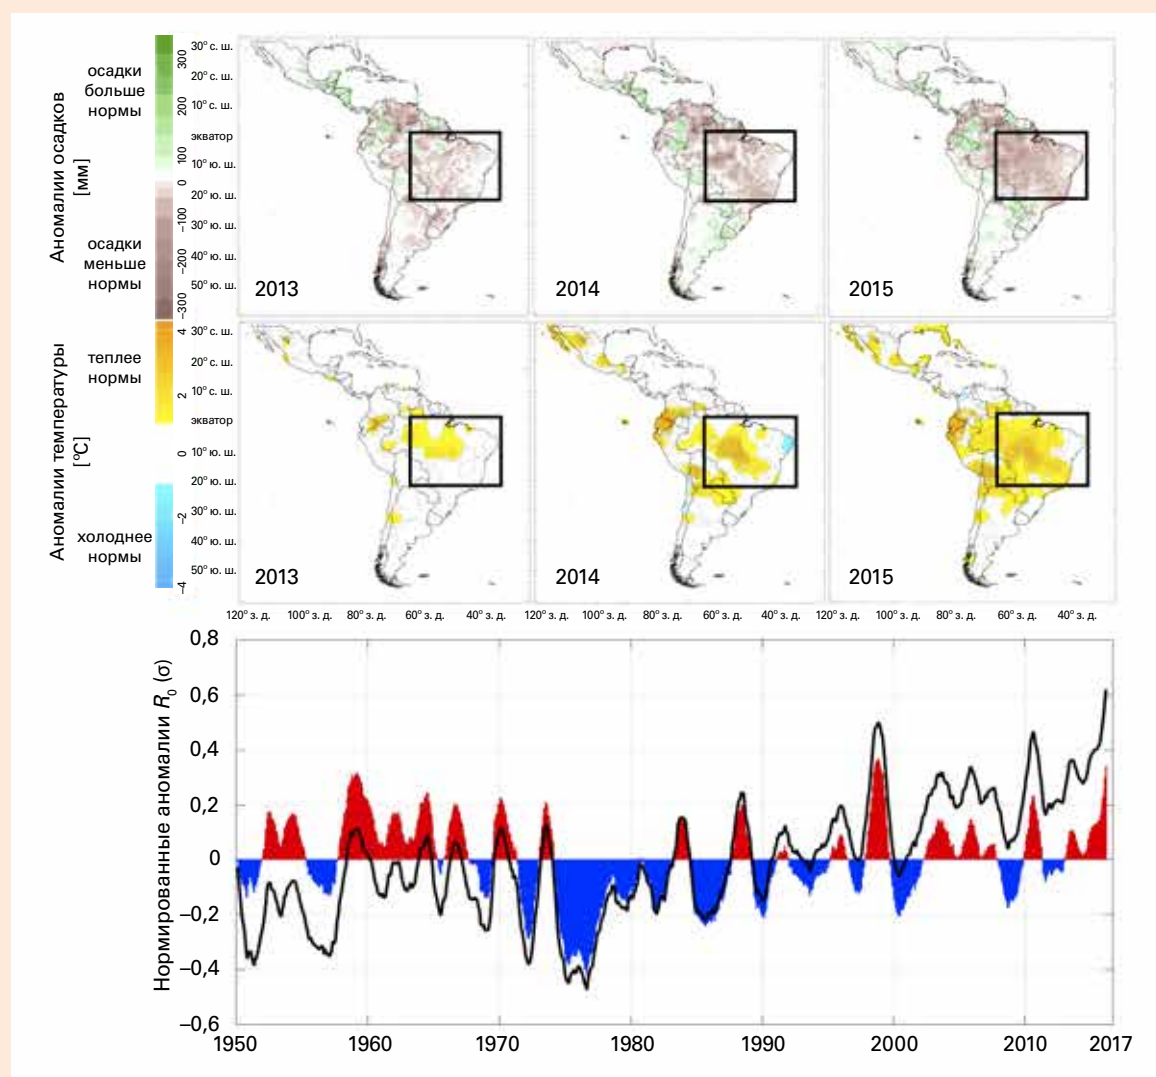 Аномалии осадков
[мм]
осадки
больше
нормы
осадки
меньше
нормы
300
200
100
0
−100
−200
−300
30° с. ш.
20° с. ш.
10° с. ш.
экватор
10° ю. ш.
20° ю. ш.
30° ю. ш.
40° ю. ш.
50° ю. ш.
2013
2014
2015
Аномалии температуры
[°C]
теплее
нормы
холоднее
нормы
4
2
0
−2
−4
30° с. ш.
20° с. ш.
10° с. ш.
экватор
10° ю. ш.
20° ю. ш.
30° ю. ш.
40° ю. ш.
50° ю. ш.
2013
2014
2015
120° з. д. 100° з. д. 80° з. д. 60° з. д. 40° з. д. 120° з. д. 100° з. д. 80° з. д. 60° з. д. 40° з. д. 120° з. д. 100° з. д. 80° з. д. 60° з. д. 40° з. д.
Нормированные аномалии R0 (σ)
0,8
0,6
0,4
0,2
0
−0,2
−0,4
−0,6
1950 1960 1970 1980 1990 2000 2010 2017